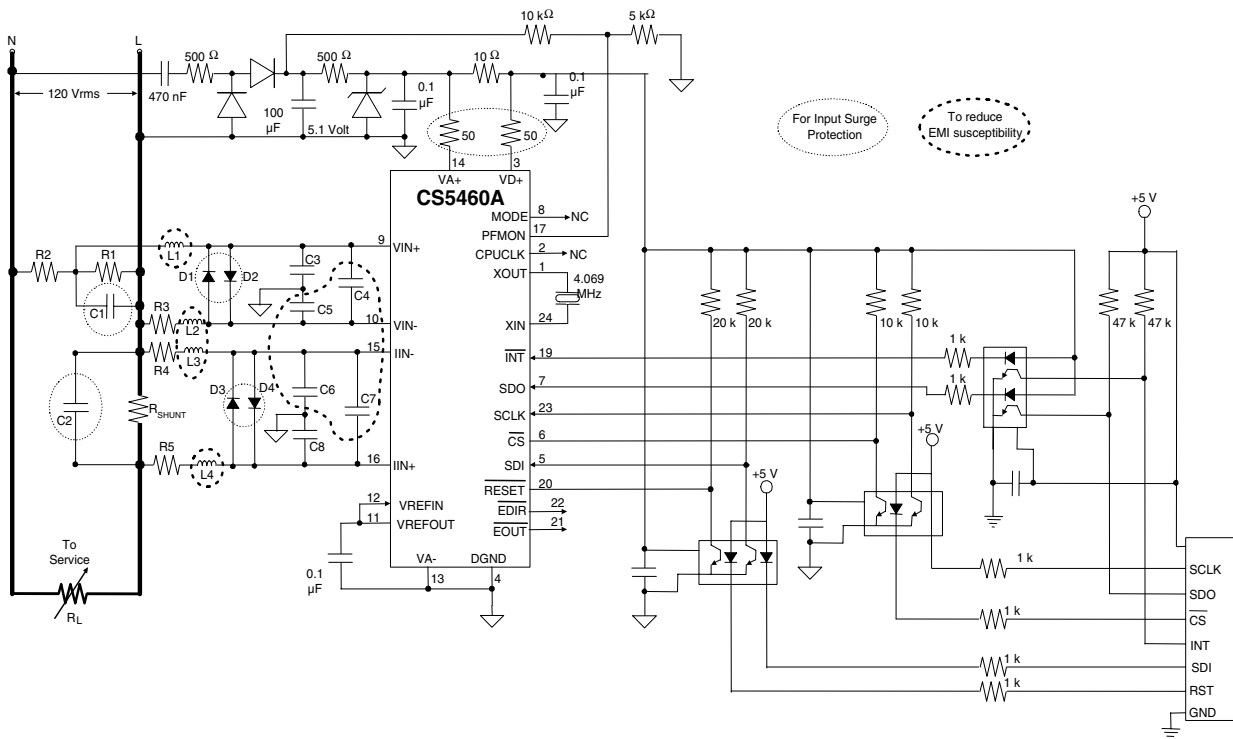 N
L
10 kΩ
5 kΩ
500 Ω
500 Ω
10 Ω
120 Vrms
470 nF
100
µF
5.1 Volt
0.1
µF
0.1
µF
50
50
For Input Surge
Protection
To reduce
EMI susceptibility
14
3
VA+
VD+
CS5460A
MODE
8
NC
PFMON
17
CPUCLK
2
NC
XOUT
1
4.069
MHz
XIN
24
+5 V
R2
R1
C1
L1
D1
D2
C3
C4
C5
9
VIN+
R3
L2
10
VIN-
R4
L3
15
IIN-
C2
RSHUNT
D3
D4
C6
C7
C8
R5
L4
16
IIN+
12
VREFIN
11
VREFOUT
0.1
µF
VA-
DGND
13
4
To
Service
RL
INT
19
SDO
7
SCLK
23
CS
6
SDI
5
RESET
20
EDIR
22
EOUT
21
20 k
20 k
10 k
10 k
47 k
47 k
1 k
1 k
+5 V
+5 V
1 k
SCLK
SDO
1 k
CS
INT
1 k
SDI
1 k
RST
GND